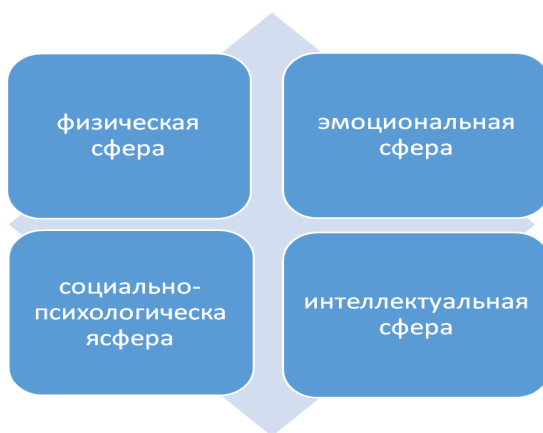 физическая
сфера
эмоциональная
сфера
социально-
психологическа
ясфера
интеллектуальная
сфера